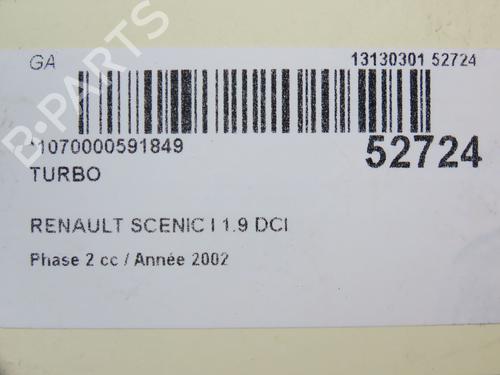 GA 13130301 52724
*1070000591849 52724
TURBO
RENAULT SCENIC I 1.9 DCI
Phase 2 cc / Année 2002
B-PARTS